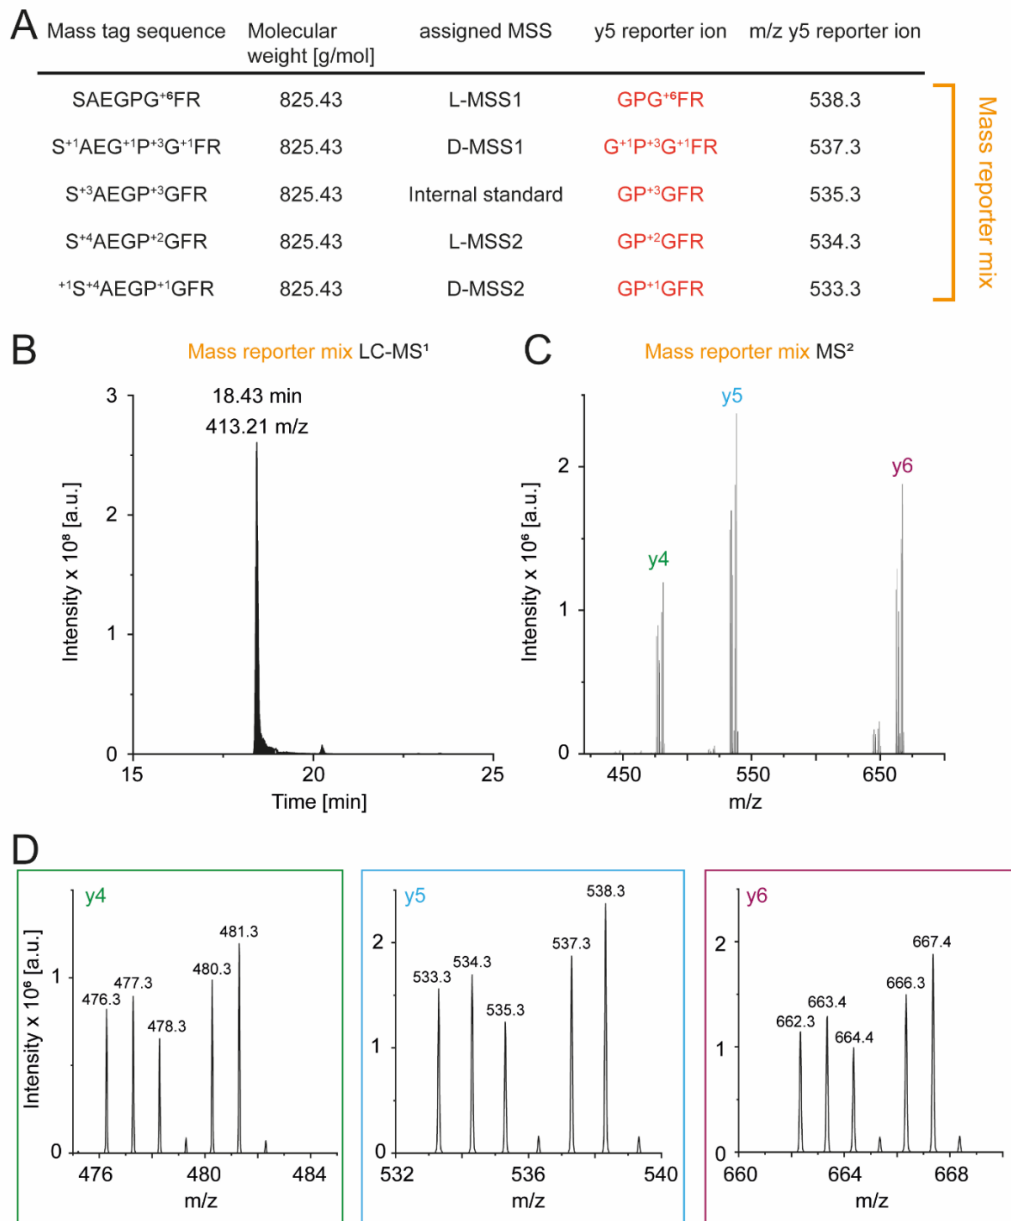 A
Mass tag sequence Molecular weight [g/mol] assigned MSS y5 reporter ion m/z y5 reporter ion
SAEGPG⁺⁶FR 825.43 L-MSS1 GPG⁺⁶FR 538.3
S⁺¹AEG⁺¹P⁺³G⁺¹FR 825.43 D-MSS1 G⁺¹P⁺³G⁺¹FR 537.3
S⁺³AEGP⁺³GFR 825.43 Internal standard GP⁺³GFR 535.3
S⁺⁴AEGP⁺²GFR 825.43 L-MSS2 GP⁺²GFR 534.3
⁺¹S⁺⁴AEGP⁺¹GFR 825.43 D-MSS2 GP⁺¹GFR 533.3
Mass reporter mix
B
Mass reporter mix LC-MS¹
18.43 min
413.21 m/z
Intensity x 10⁸ [a.u.]
3
2
1
0
15 20 25
Time [min]
C
Mass reporter mix MS²
y5
y6
y4
Intensity x 10⁶ [a.u.]
2
1
0
450 550 650
m/z
D
y4
Intensity x 10⁶ [a.u.]
1
0
476.3
477.3
478.3
480.3
481.3
476 480 484
m/z
y5
2
1
0
533.3
534.3
535.3
537.3
538.3
532 536 540
m/z
y6
2
1
0
662.3
663.4
664.4
666.3
667.4
660 664 668
m/z